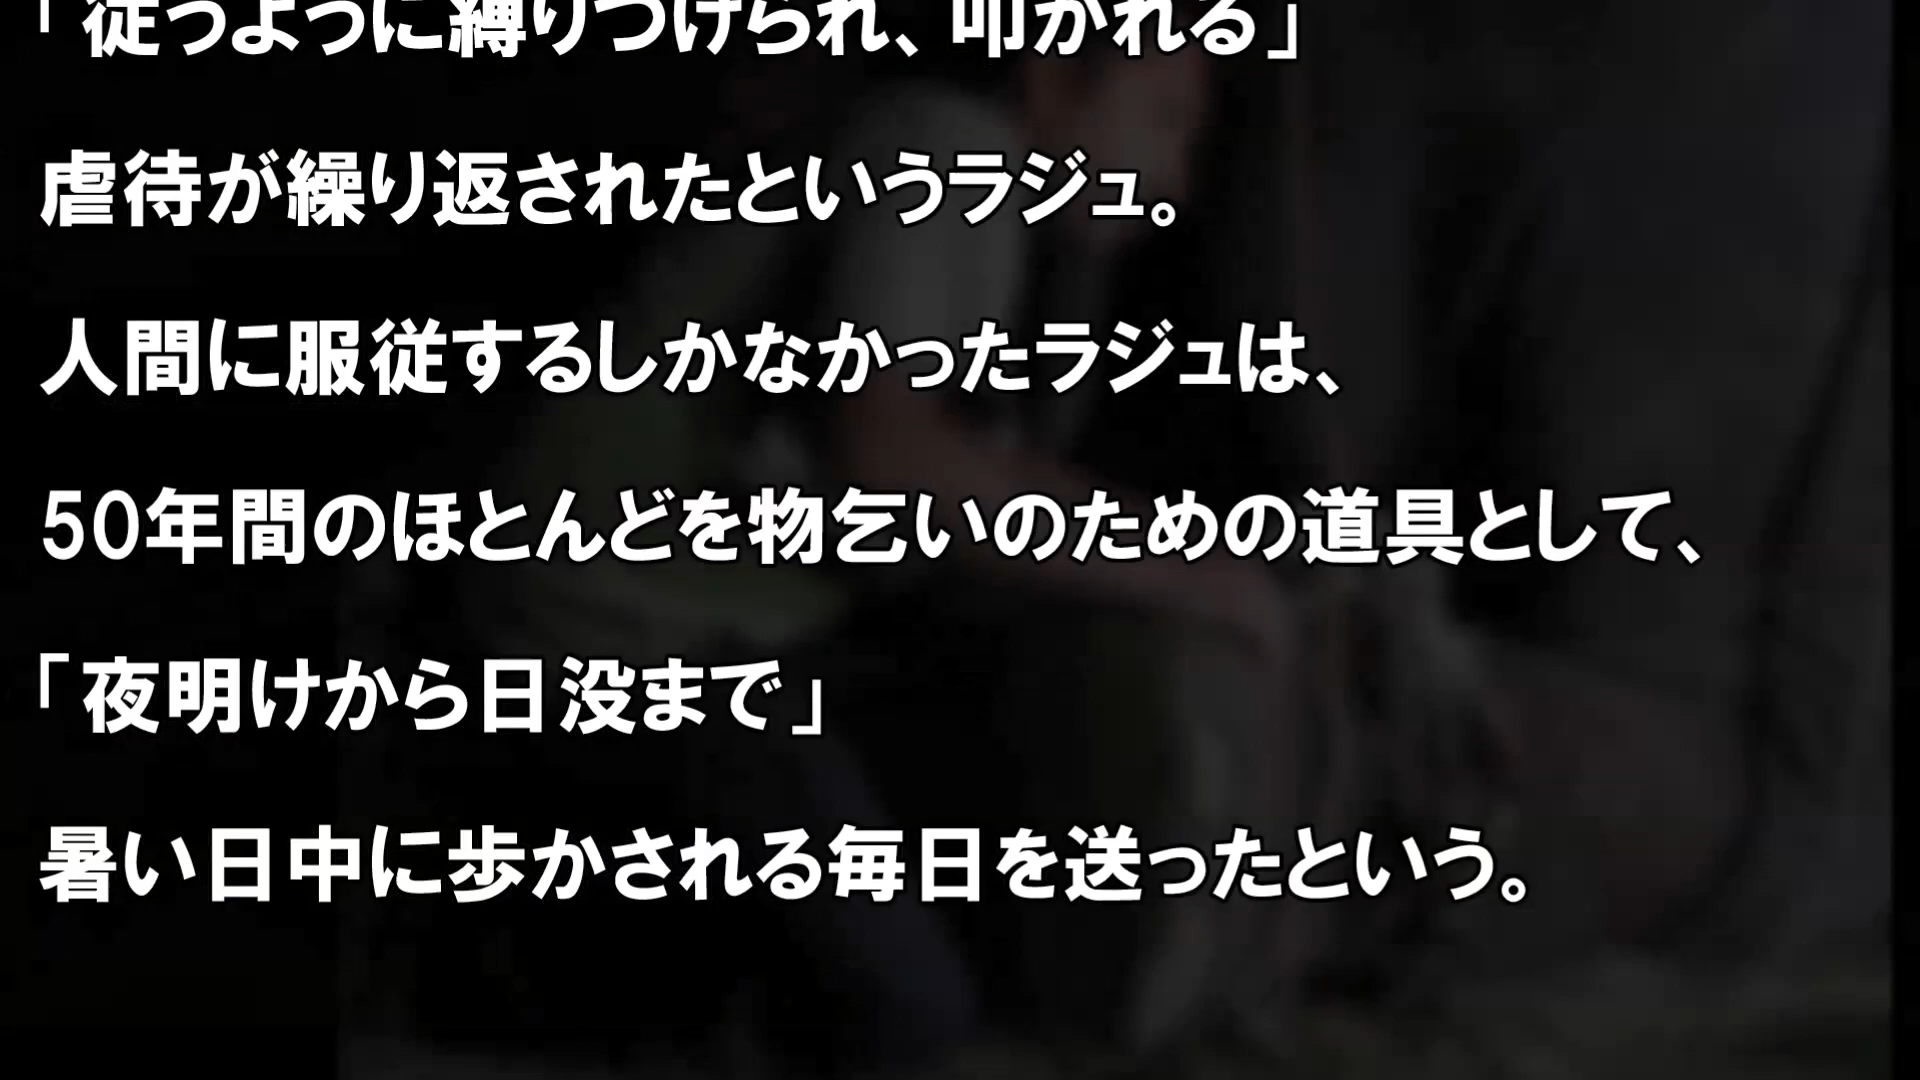 「従うように縛りつけられ、叩かれる」
虐待が繰り返されたというラジュ。
人間に服従するしかなかったラジュは、
50年間のほとんどを物乞いのための道具として、
「夜明けから日没まで」
暑い日中に歩かされる毎日を送ったという。